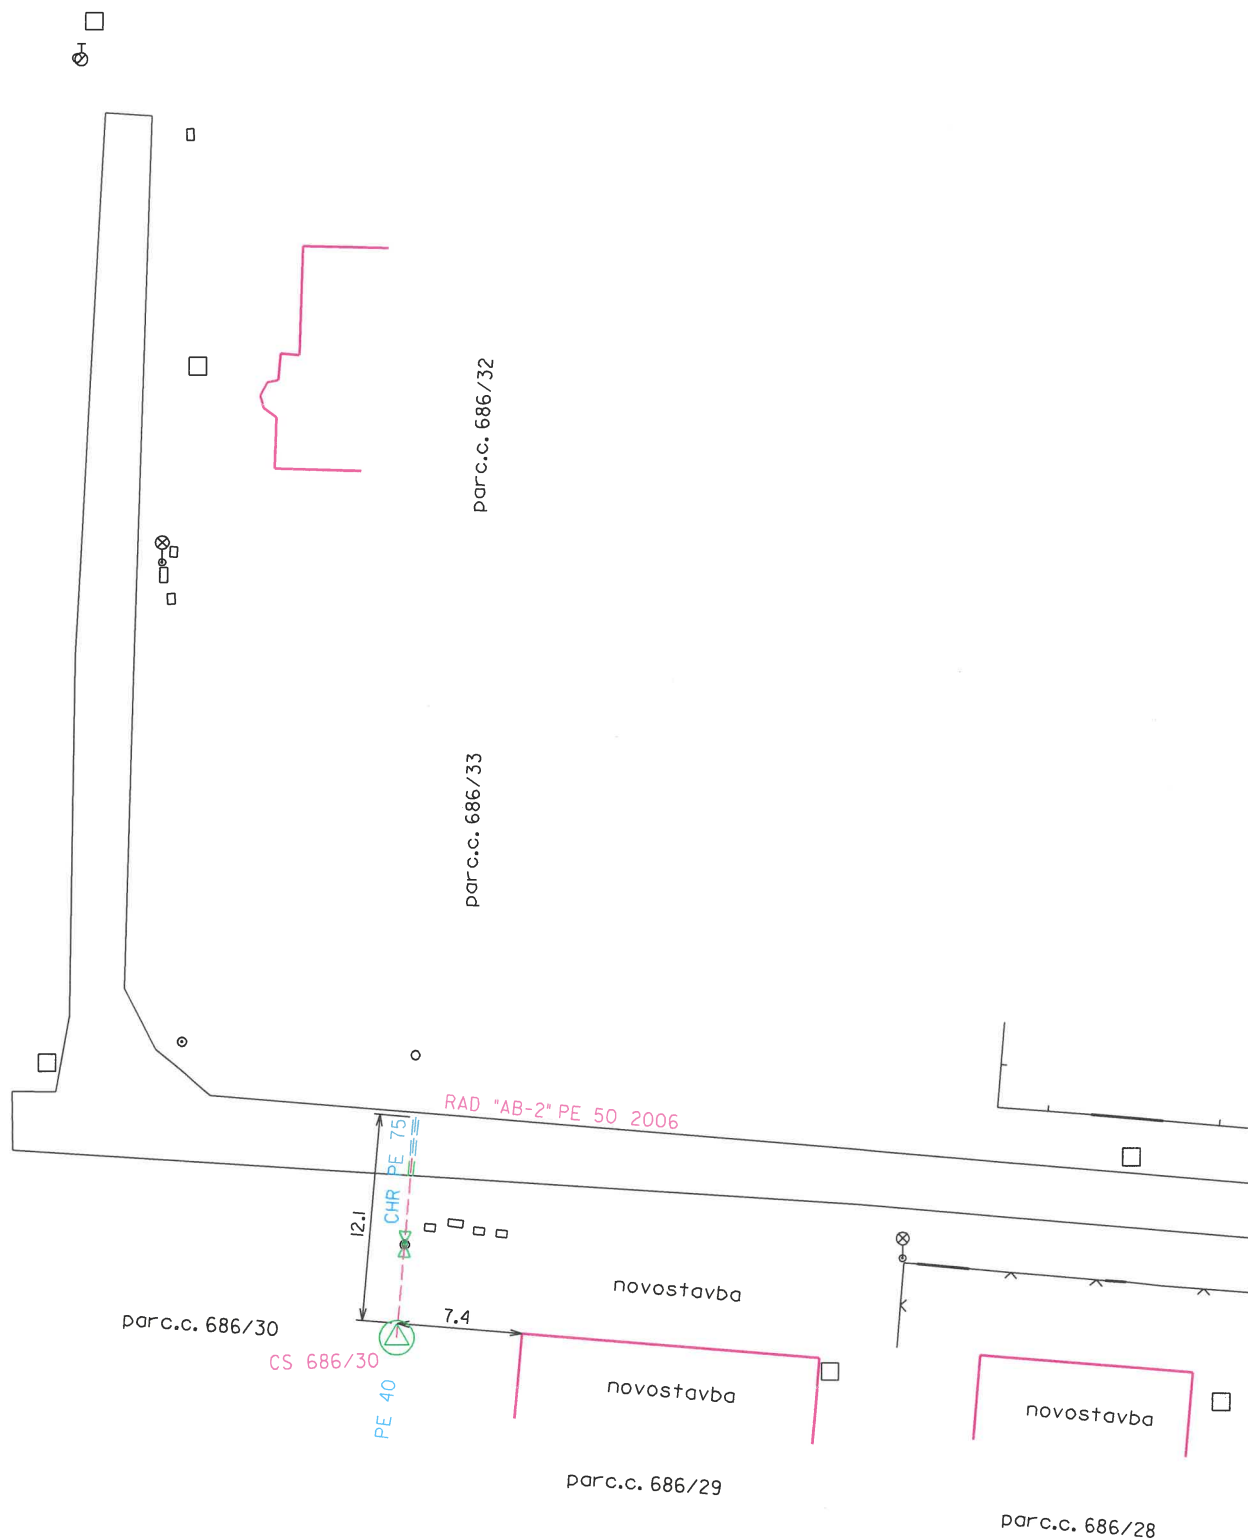 parc.c. 686/32
parc.c. 686/33
RAD "AB-2" PE 50 2006
CHR PE 75
12.1
novostavba
7.4
parc.c. 686/30
CS 686/30
PE 40
novostavba
novostavba
parc.c. 686/29
parc.c. 686/28